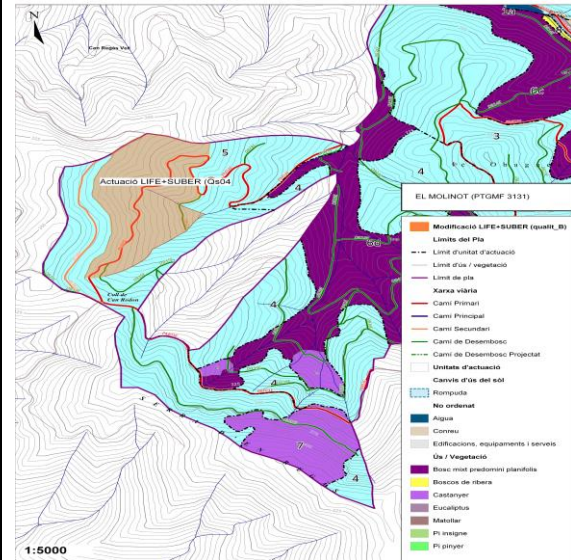 N
Can Bogus Vell
5
Actuació LIFE+SUBER (Qs04
4
4
3
6c
EL MOLINOT (PTGMF 3131)
Modificació LIFE+SUBER (qualit_B)
Límits del Pla
Límit d'unitat d'actuació
Límit d'ús / vegetació
Límit de pla
Xarxa viària
Camí Primari
Camí Principal
Camí Secundari
Camí de Desembosc
Camí de Desembosc Projectat
Unitats d'actuació
Canvis d'ús del sòl
Rompuda
No ordenat
Aigua
Conreu
Edificacions, equipaments i serveis
Ús / Vegetació
Bosc mixt predomini planifolis
Boscos de ribera
Castanyer
Eucaliptus
Matollar
Pi insigne
Pi pinyer
Coll de
Can Rodon
4
4
7
4
1:5000